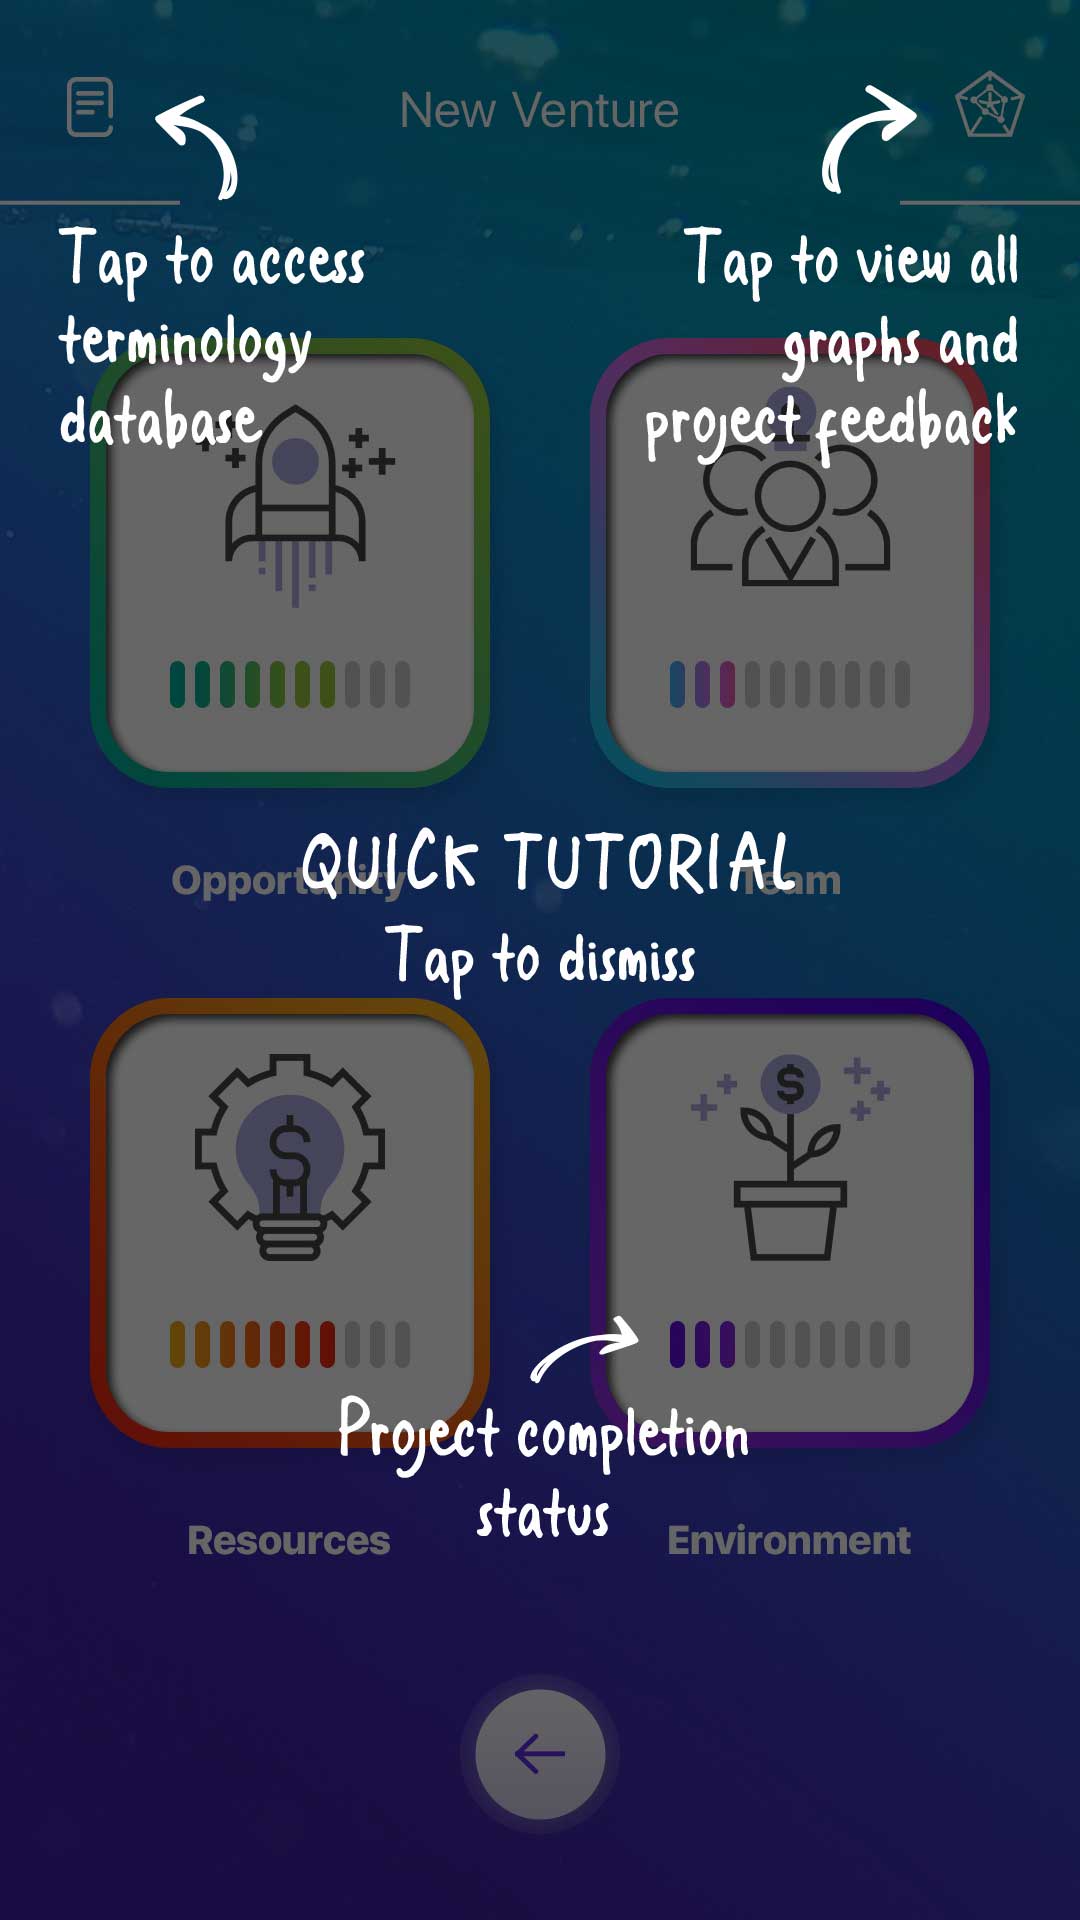 New Venture
Tap to access
terminology
database
Tap to view all
graphs and
project feedback
QUICK TUTORIAL
Opportunity
Team
Tap to dismiss
$
$
Project completion
status
Resources
Environment